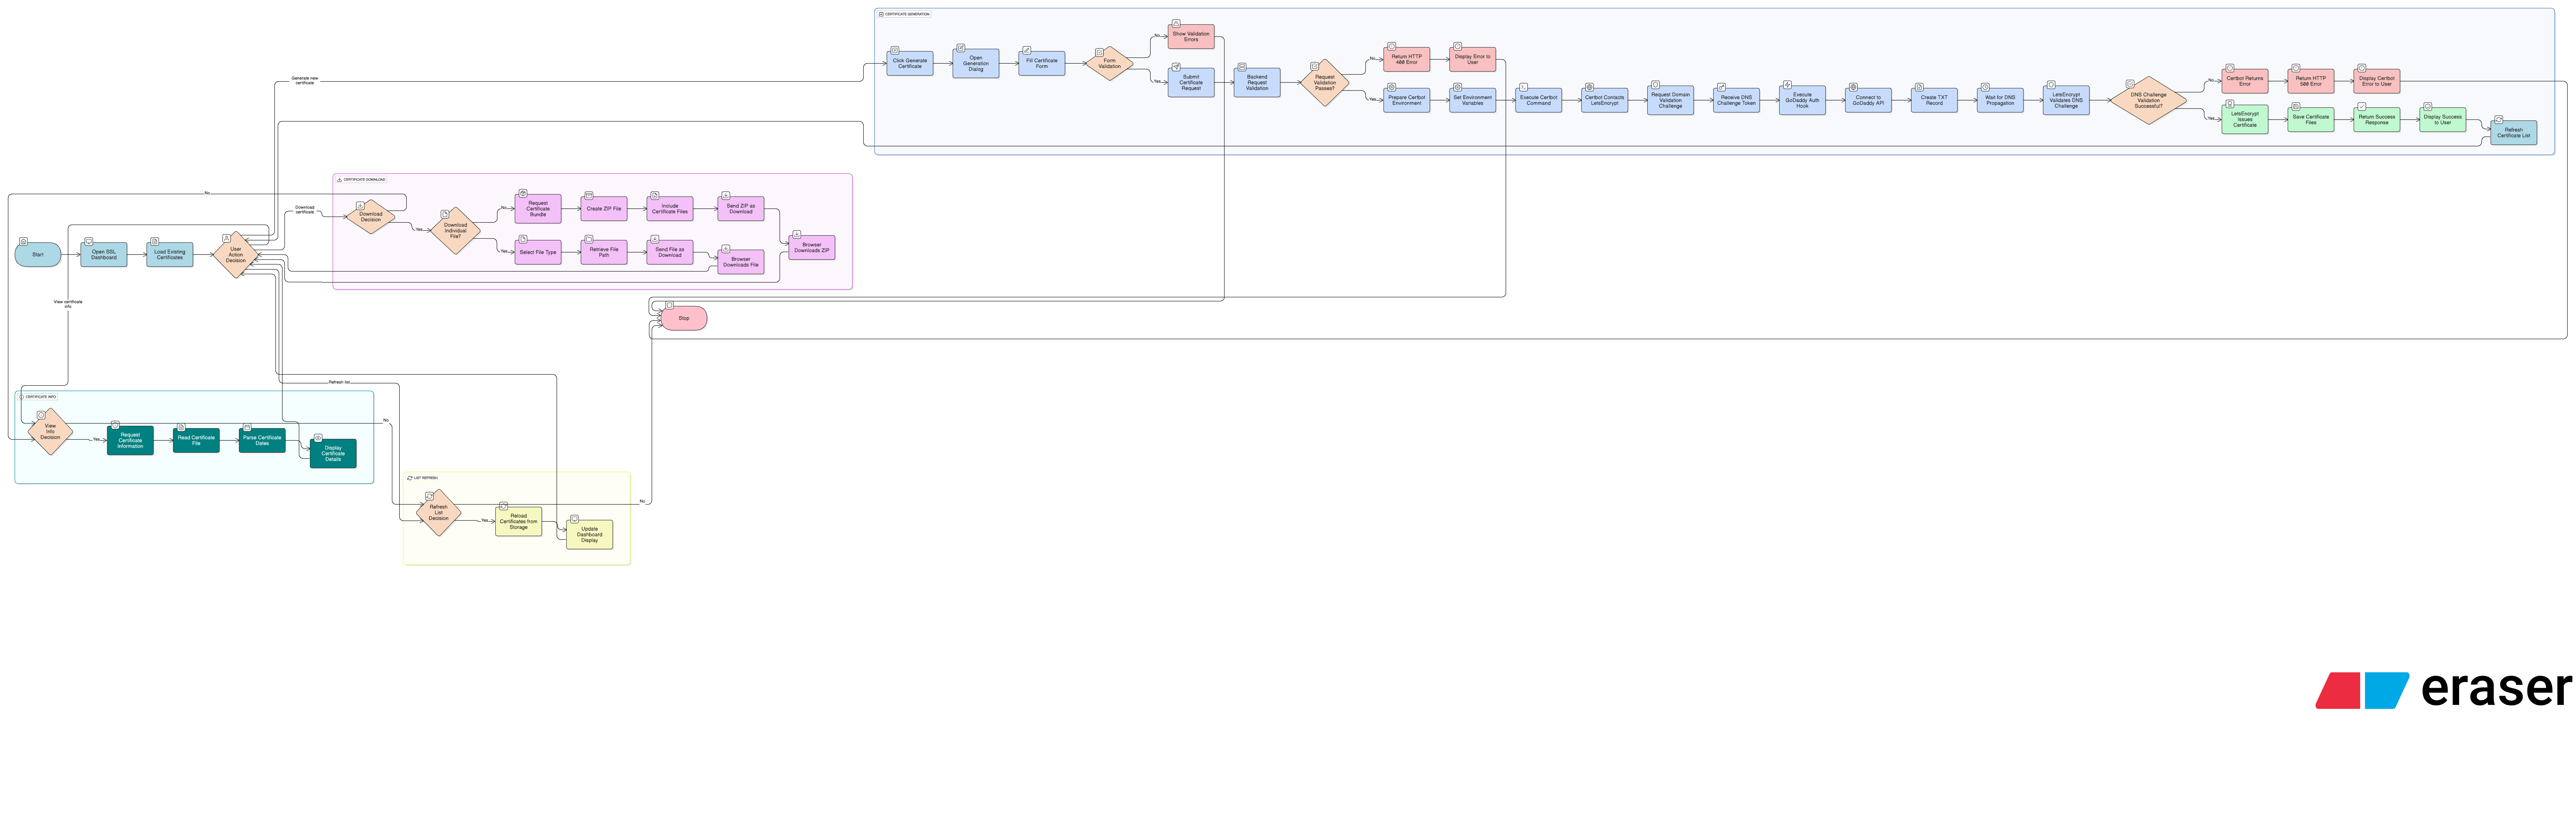 CERTIFICATE GENERATION
Generate new
certificate
Click Generate
Certificate
Open
Generation
Dialog
Fill Certificate
Form
Form
Validation
No
Show Validation
Errors
Yes
Submit
Certificate
Request
Backend
Request
Validation
Request
Validation
Passes?
No
Return HTTP
400 Error
Display Error to
User
Yes
Prepare Certbot
Environment
Set Environment
Variables
Execute Certbot
Command
Certbot Contacts
LetsEncrypt
Request Domain
Validation
Challenge
Receive DNS
Challenge Token
Execute
GoDaddy Auth
Hook
Connect to
GoDaddy API
Create TXT
Record
Wait for DNS
Propagation
LetsEncrypt
Validates DNS
Challenge
DNS Challenge
Validation
Successful?
No
Certbot Returns
Error
Return HTTP
500 Error
Display Certbot
Error to User
Yes
LetsEncrypt
Issues
Certificate
Save Certificate
Files
Return Success
Response
Display Success
to User
Refresh
Certificate List
CERTIFICATE DOWNLOAD
No
Download
certificate
Download
Decision
Yes
Download
Individual
File?
No
Request
Certificate
Bundle
Create ZIP File
Include
Certificate Files
Send ZIP as
Download
Browser
Downloads ZIP
Yes
Select File Type
Retrieve File
Path
Send File as
Download
Browser
Downloads File
Start
Open SSL
Dashboard
Load Existing
Certificates
User
Action
Decision
View certificate
info
Stop
Refresh list
CERTIFICATE INFO
View
Info
Decision
No
Yes
Request
Certificate
Information
Read Certificate
File
Parse Certificate
Dates
Display
Certificate
Details
LIST REFRESH
Refresh
List
Decision
No
Yes
Reload
Certificates from
Storage
Update
Dashboard
Display
eraser